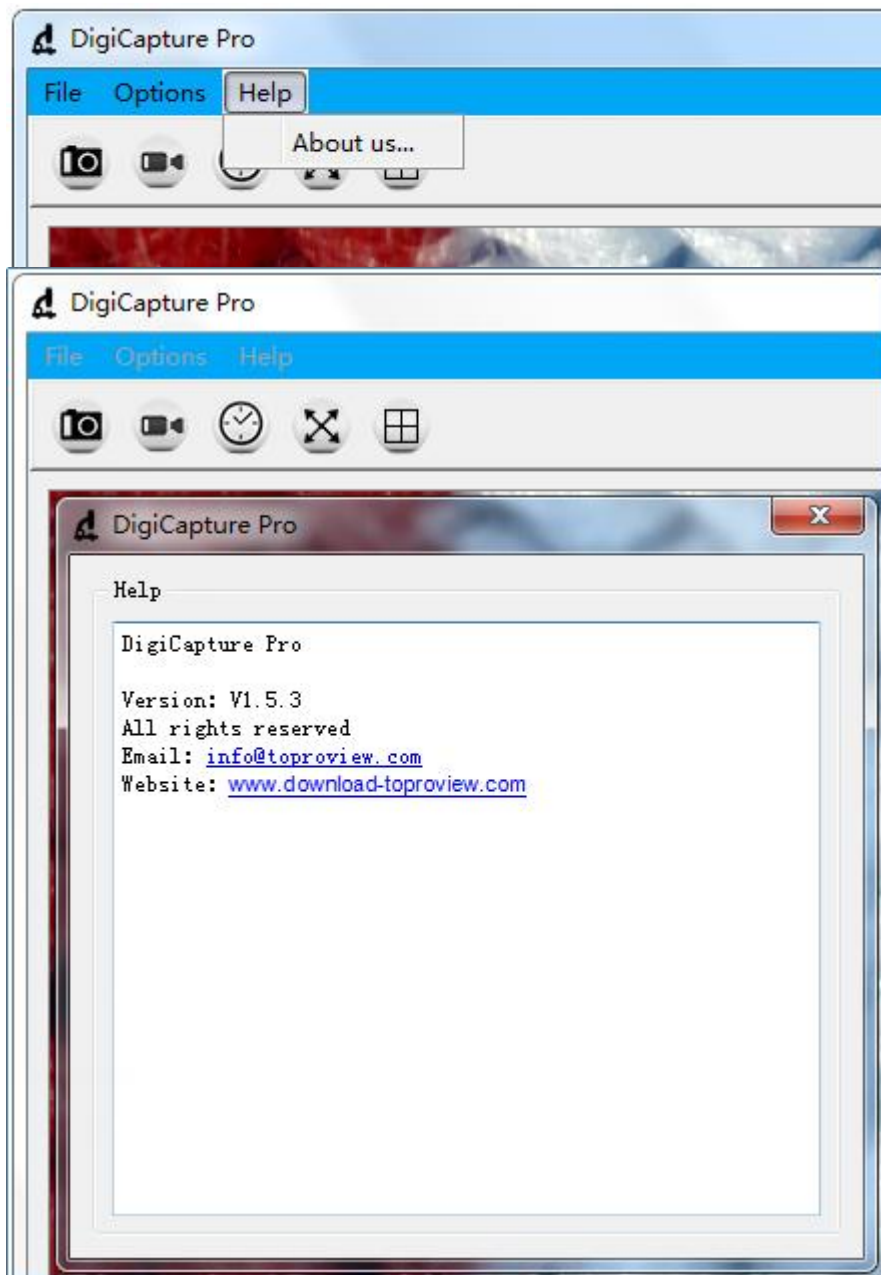 DigiCapture Pro
File Options Help
About us...
DigiCapture Pro
File Options Help
DigiCapture Pro
Help
DigiCapture Pro
Version: V1.5.3
All rights reserved
Email: info@toproview.com
Website: www.download-toproview.com